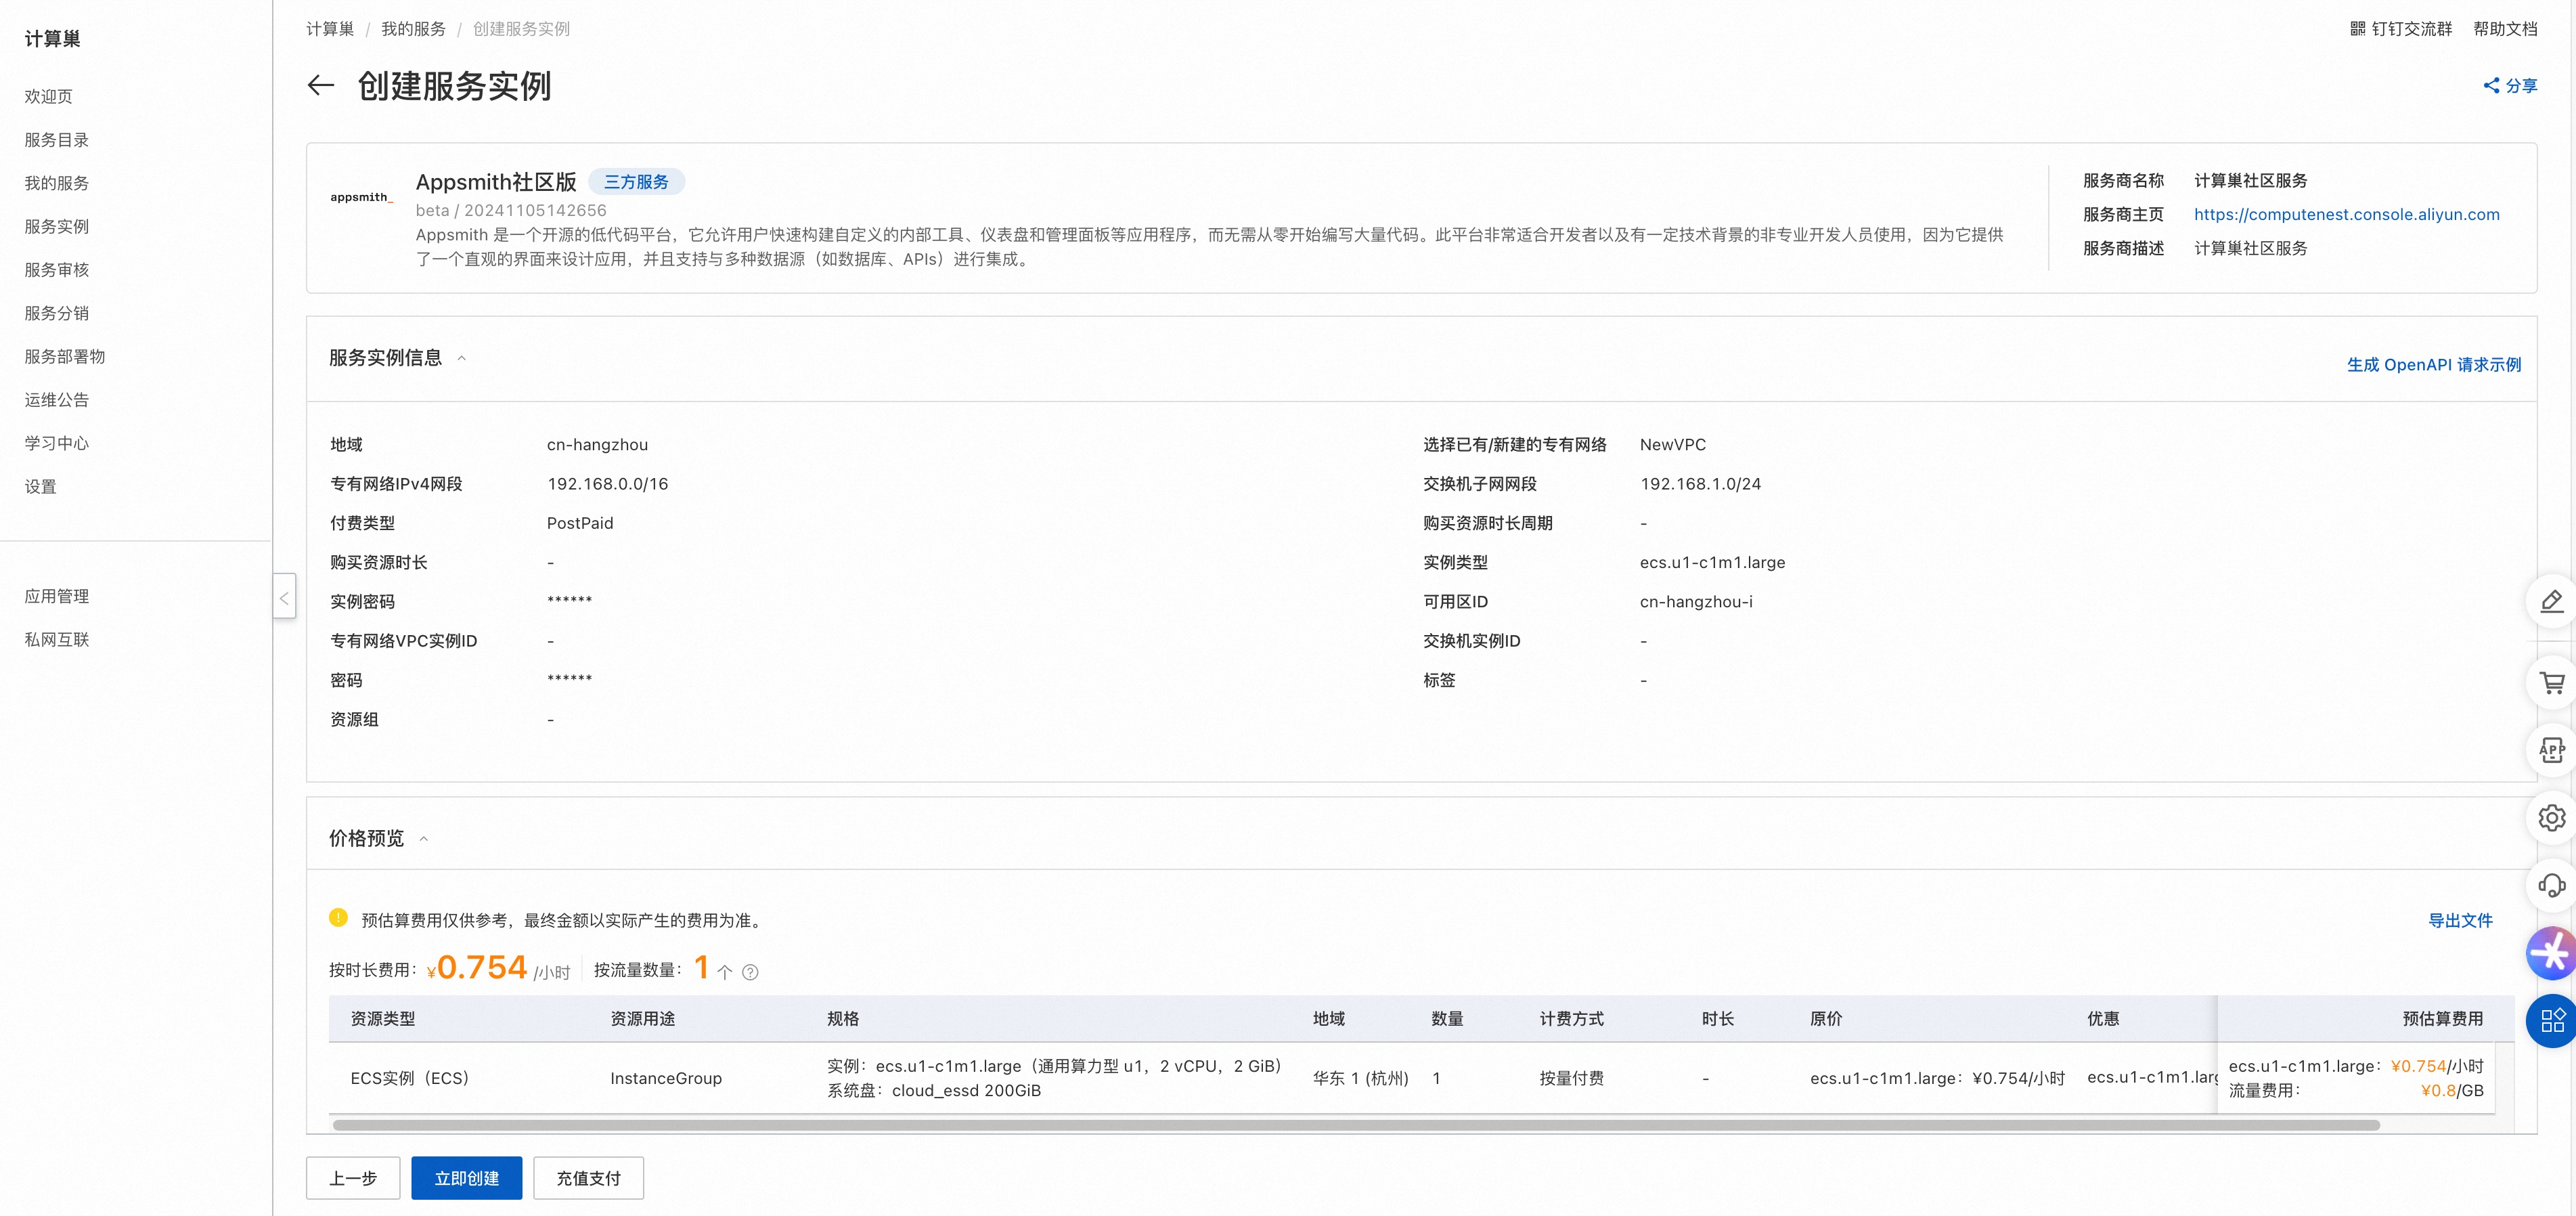 计算巢
欢迎页
服务目录
我的服务
服务实例
服务审核
服务分销
服务部署物
运维公告
学习中心
设置
应用管理
私网互联
计算巢 / 我的服务 / 创建服务实例
钉钉交流群 帮助文档
创建服务实例
分享
appsmith_
Appsmith社区版 三方服务
beta / 20241105142656
Appsmith 是一个开源的低代码平台，它允许用户快速构建自定义的内部工具、仪表盘和管理面板等应用程序，而无需从零开始编写大量代码。此平台非常适合开发者以及有一定技术背景的非专业开发人员使用，因为它提供
了一个直观的界面来设计应用，并且支持与多种数据源（如数据库、APIs）进行集成。
服务商名称 计算巢社区服务
服务商主页 https://computenest.console.aliyun.com
服务商描述 计算巢社区服务
服务实例信息
生成 OpenAPI 请求示例
地域 cn-hangzhou 选择已有/新建的专有网络 NewVPC
专有网络IPv4网段 192.168.0.0/16 交换机子网网段 192.168.1.0/24
付费类型 PostPaid 购买资源时长周期 -
购买资源时长 - 实例类型 ecs.u1-c1m1.large
实例密码 ****** 可用区ID cn-hangzhou-i
专有网络VPC实例ID - 交换机实例ID -
密码 ****** 标签 -
资源组 -
价格预览
预估算费用仅供参考，最终金额以实际产生的费用为准。
导出文件
按时长费用：¥0.754 /小时 按流量数量：1 个
资源类型 资源用途 规格 地域 数量 计费方式 时长 原价 优惠 预估算费用
ECS实例（ECS） InstanceGroup 实例：ecs.u1-c1m1.large（通用算力型 u1，2 vCPU，2 GiB） 华东 1 (杭州) 1 按量付费 - ecs.u1-c1m1.large：¥0.754/小时 ecs.u1-c1m1.larg ecs.u1-c1m1.large：¥0.754/小时
系统盘：cloud_essd 200GiB 流量费用：¥0.8/GB
上一步 立即创建 充值支付
APP